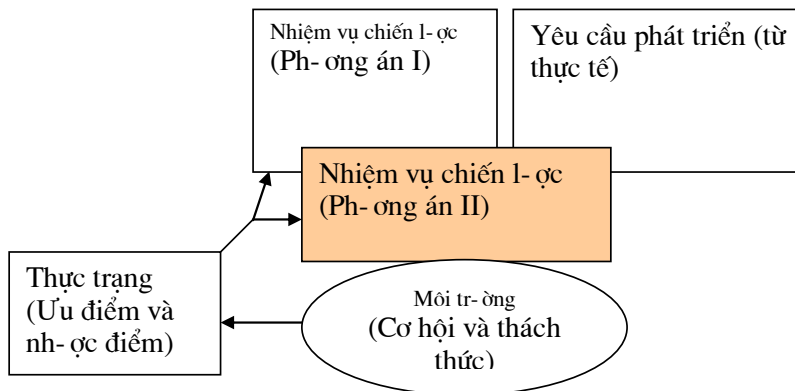 Nhiệm vụ chiến l- ợc
(Ph- ơng án I)
Yêu cầu phát triển (từ
thực tế)
Nhiệm vụ chiến l- ợc
(Ph- ơng án II)
Thực trạng
(Ưu điểm và
nh- ợc điểm)
Môi tr- ờng
(Cơ hội và thách
thức)